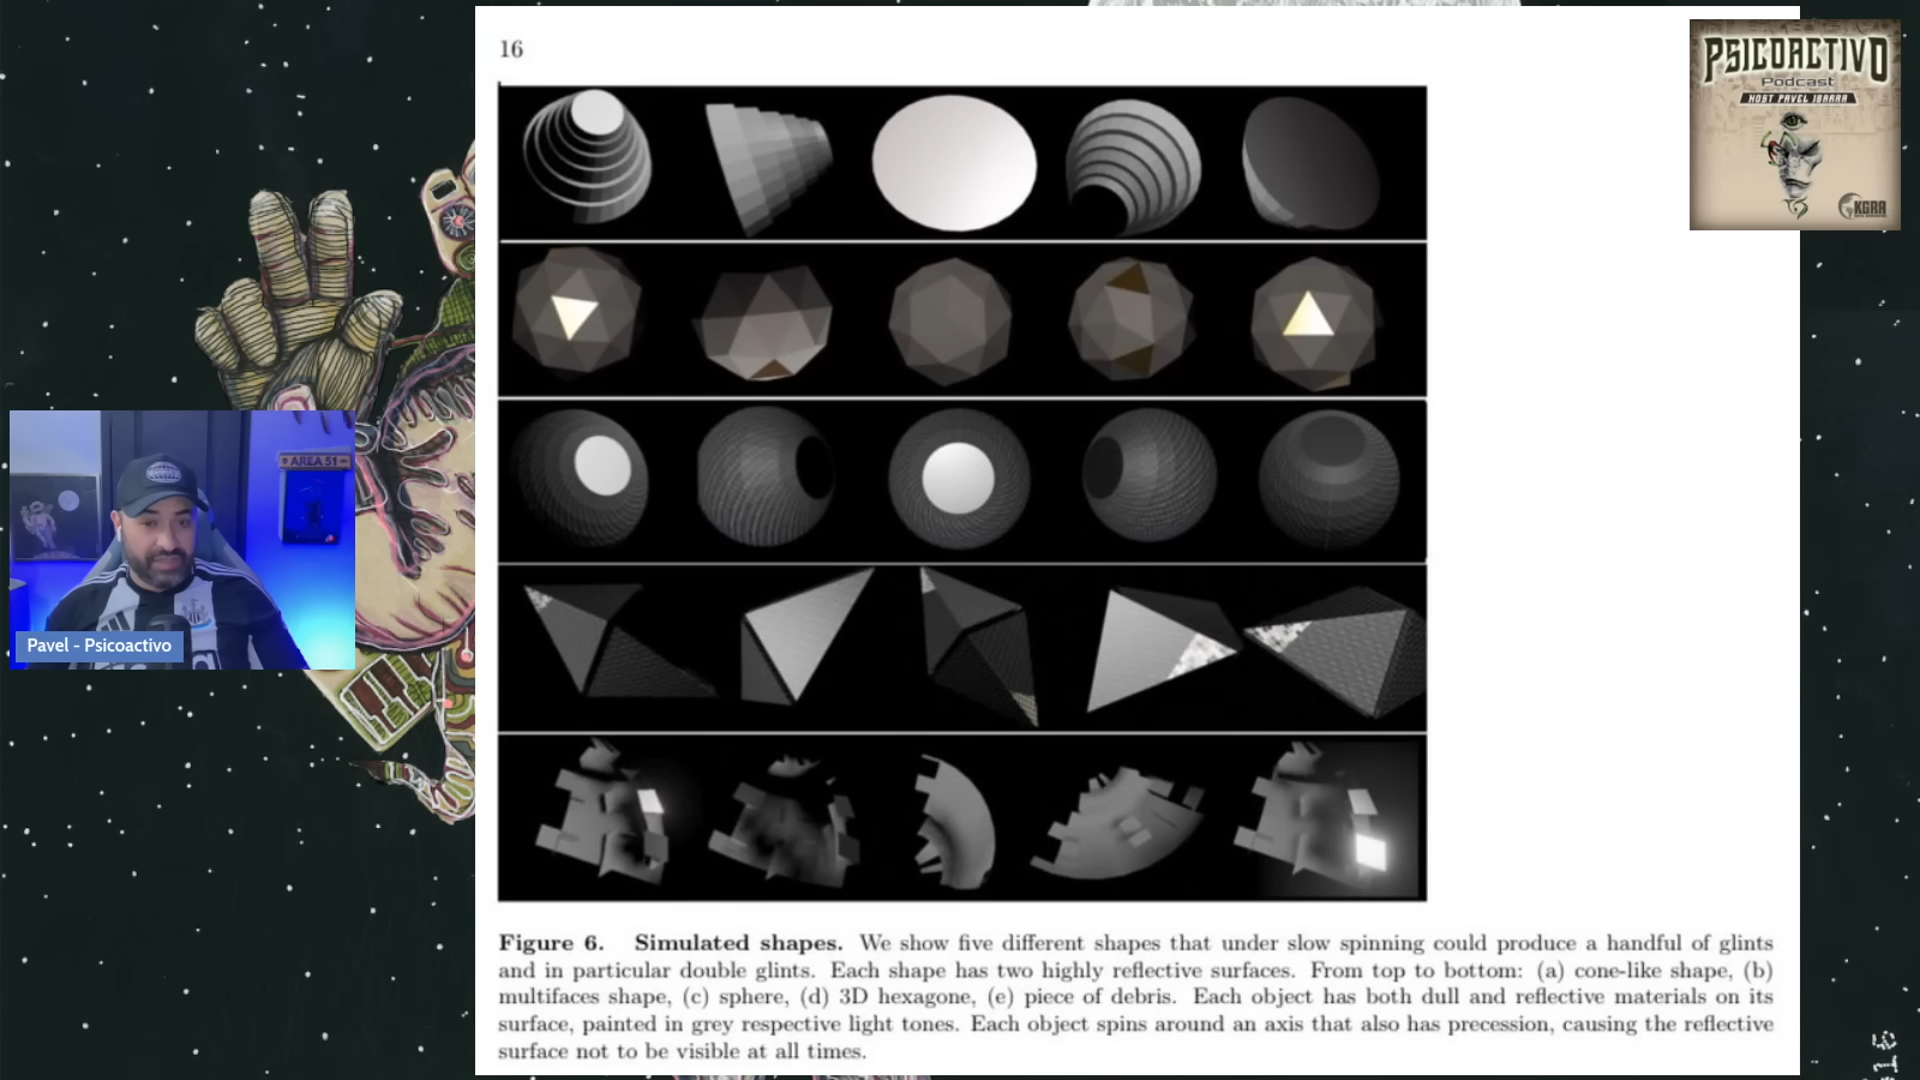 16
PSICOACTIVO
Podcast
HOST PAVEL IBARRA
KGRA
AREA 51
Pavel - Psicoactivo
Figure 6. Simulated shapes. We show five different shapes that under slow spinning could produce a handful of glints
and in particular double glints. Each shape has two highly reflective surfaces. From top to bottom: (a) cone-like shape, (b)
multifaces shape, (c) sphere, (d) 3D hexagone, (e) piece of debris. Each object has both dull and reflective materials on its
surface, painted in grey respective light tones. Each object spins around an axis that also has precession, causing the reflective
surface not to be visible at all times.